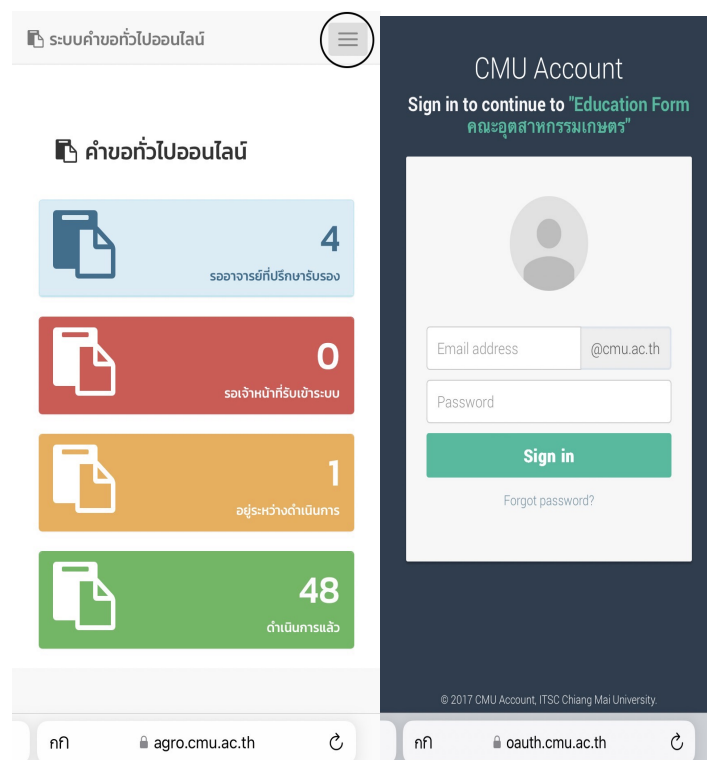 ระบบคำขอทั่วไปออนไลน์
คำขอทั่วไปออนไลน์
4
รออาจารย์ที่ปรึกษารับรอง
0
รอเจ้าหน้าที่รับเข้าระบบ
1
อยู่ระหว่างดำเนินการ
48
ดำเนินการแล้ว
กก
agro.cmu.ac.th
CMU Account
Sign in to continue to "Education Form
คณะอุตสาหกรรมเกษตร"
Email address
@cmu.ac.th
Password
Sign in
Forgot password?
© 2017 CMU Account, ITSC Chiang Mai University.
กก
oauth.cmu.ac.th